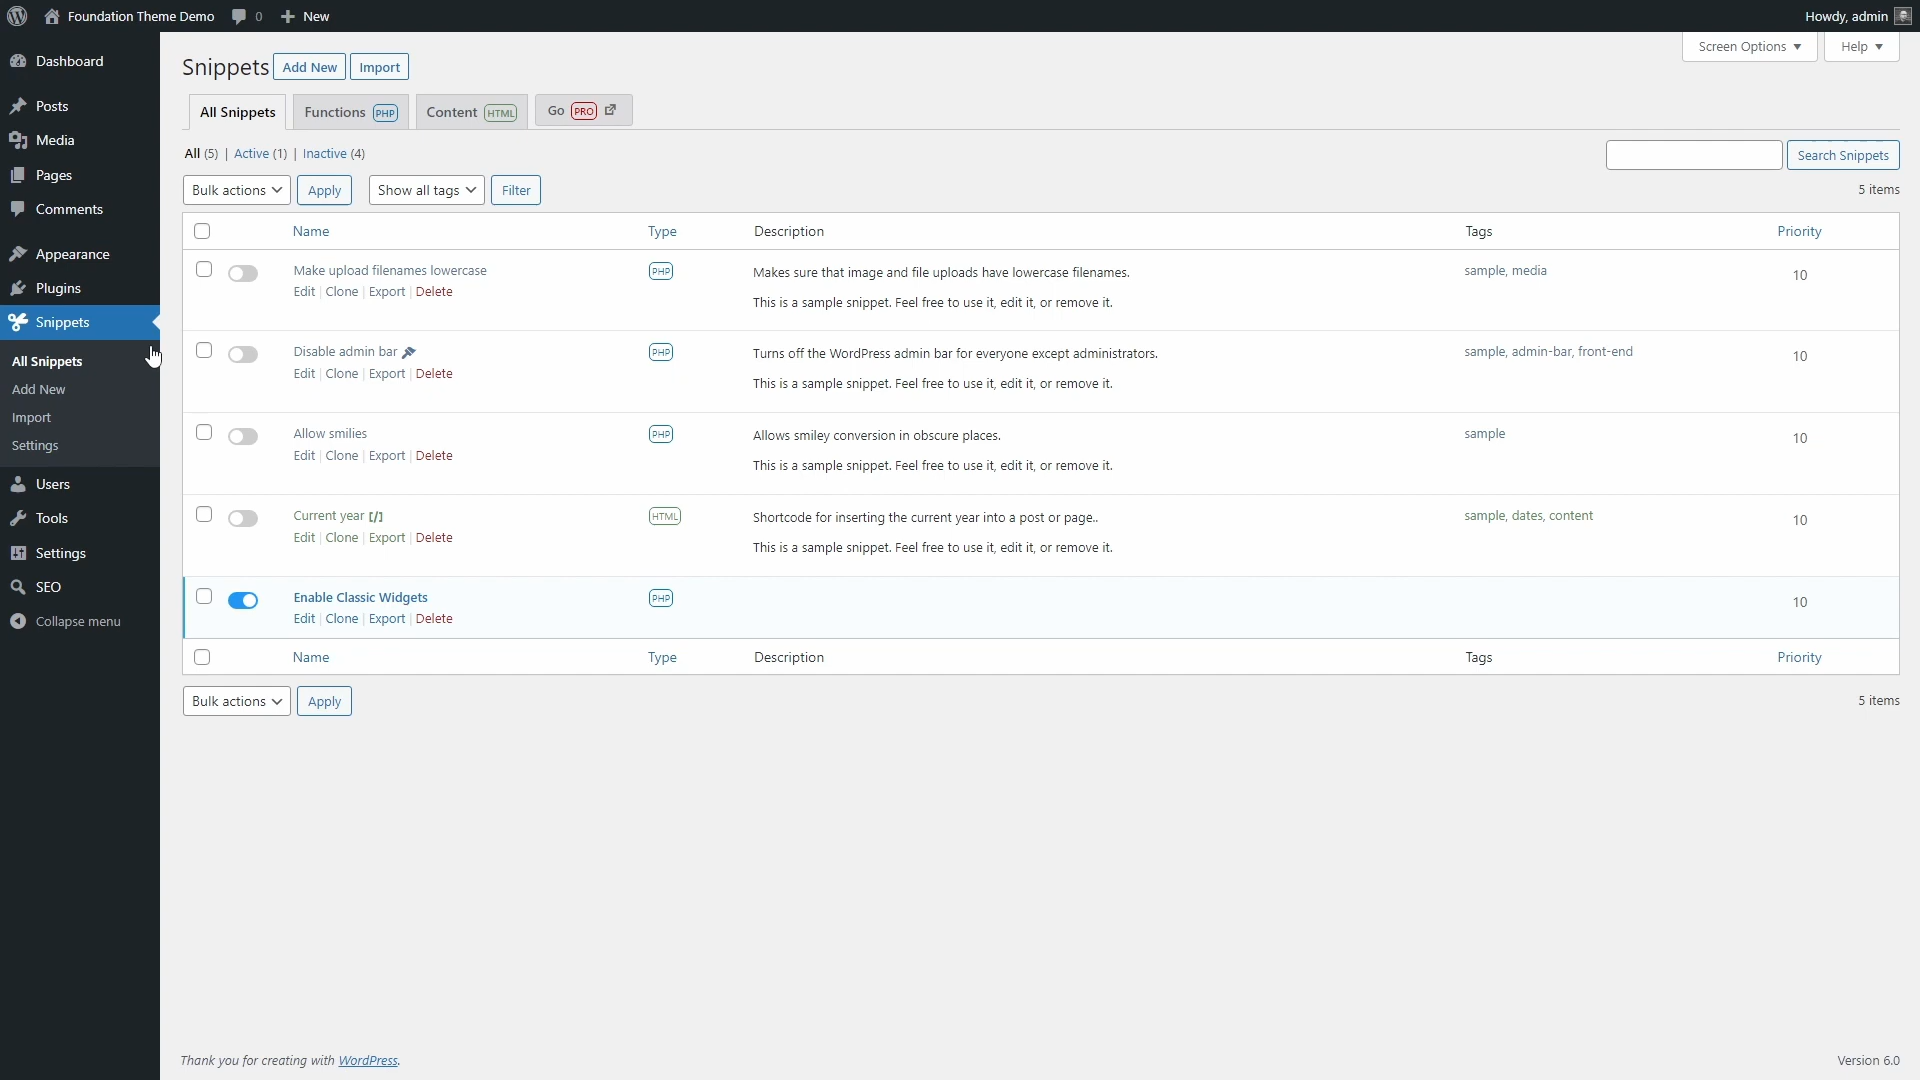 Foundation Theme Demo 0 New Howdy, admin
Screen Options Help
Dashboard
Posts
Media
Pages
Comments
Appearance
Plugins
Snippets
All Snippets
Add New
Import
Settings
Users
Tools
Settings
SEO
Collapse menu
Snippets Add New Import
All Snippets Functions PHP Content HTML Go PRO
All (5) | Active (1) | Inactive (4)
Search Snippets
Bulk actions Apply Show all tags Filter 5 items
Name Type Description Tags Priority
Make upload filenames lowercase PHP Makes sure that image and file uploads have lowercase filenames. sample, media 10
Edit | Clone | Export | Delete
This is a sample snippet. Feel free to use it, edit it, or remove it.
Disable admin bar PHP Turns off the WordPress admin bar for everyone except administrators. sample, admin-bar, front-end 10
Edit | Clone | Export | Delete
This is a sample snippet. Feel free to use it, edit it, or remove it.
Allow smilies PHP Allows smiley conversion in obscure places. sample 10
Edit | Clone | Export | Delete
This is a sample snippet. Feel free to use it, edit it, or remove it.
Current year [/] HTML Shortcode for inserting the current year into a post or page.. sample, dates, content 10
Edit | Clone | Export | Delete
This is a sample snippet. Feel free to use it, edit it, or remove it.
Enable Classic Widgets PHP 10
Edit | Clone | Export | Delete
Name Type Description Tags Priority
Bulk actions Apply 5 items
Thank you for creating with WordPress. Version 6.0